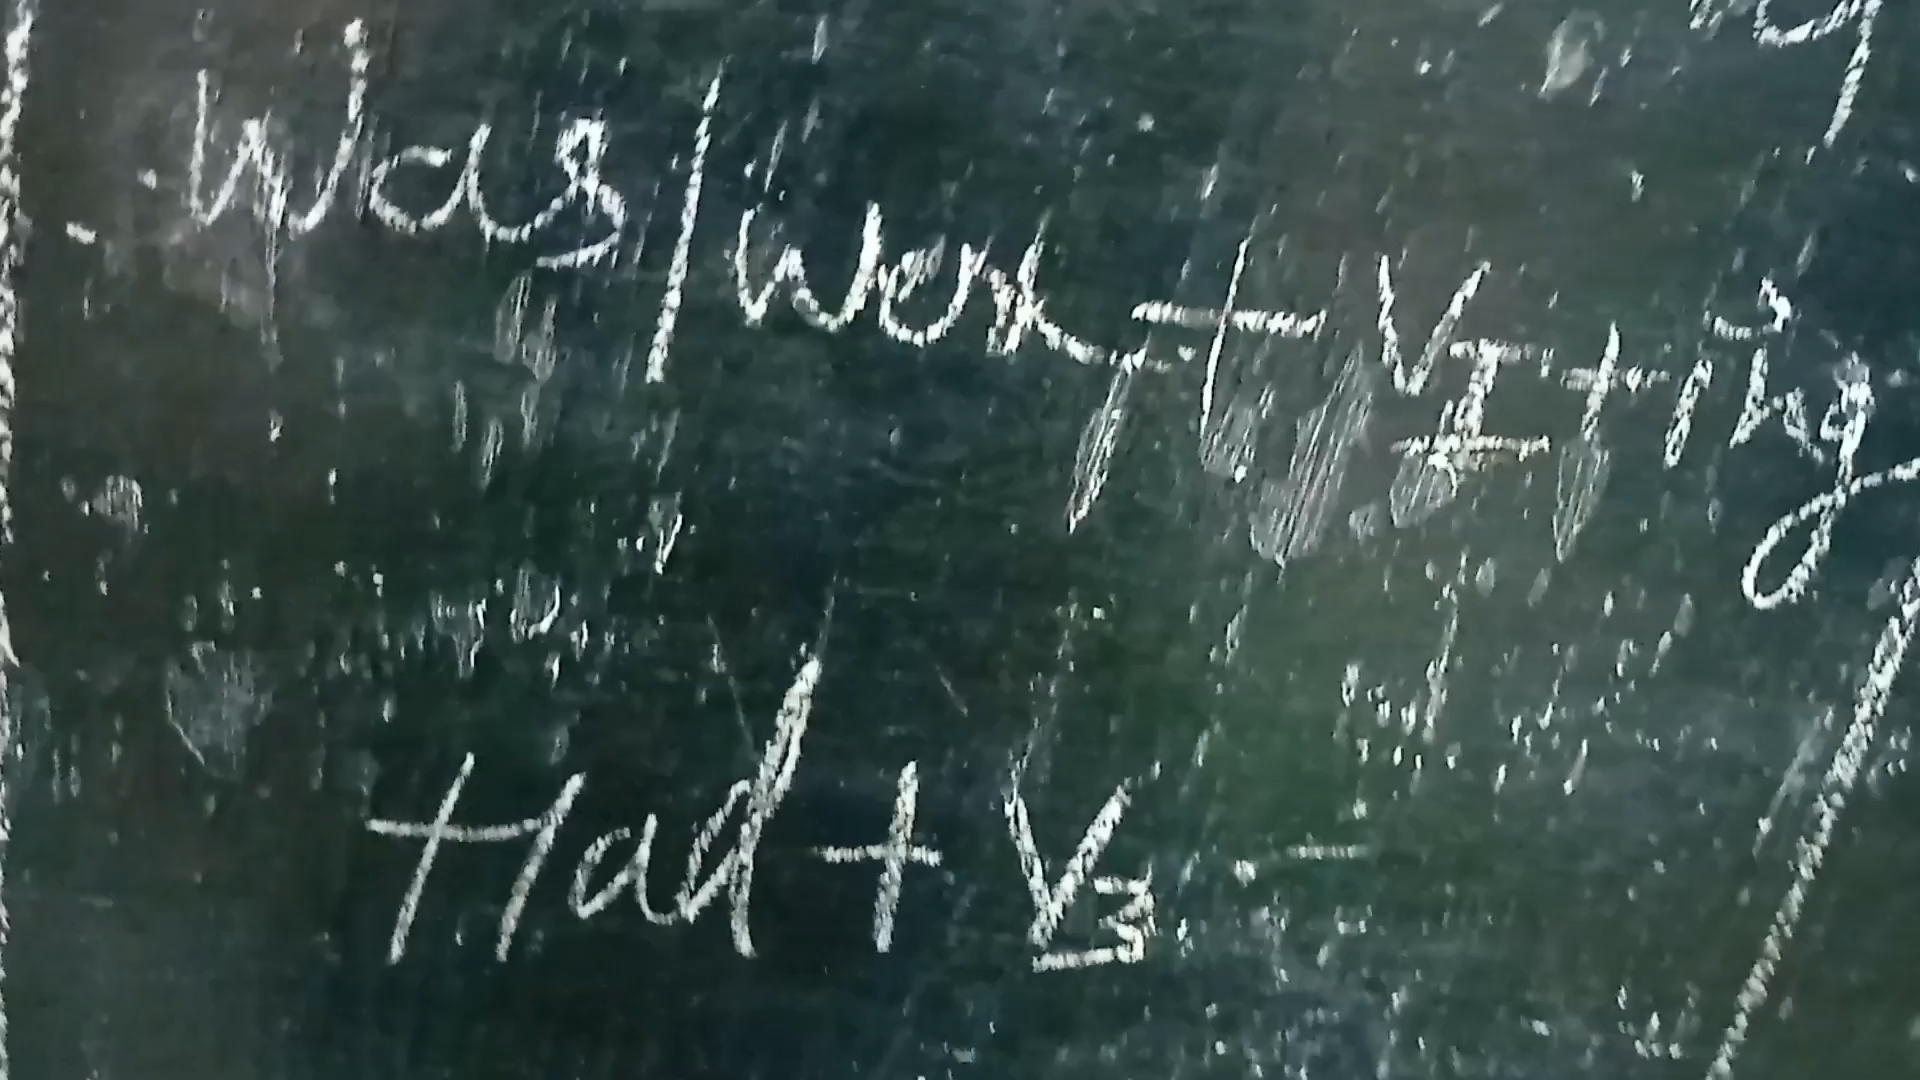 Was/were + V1 + ing
Had + V3